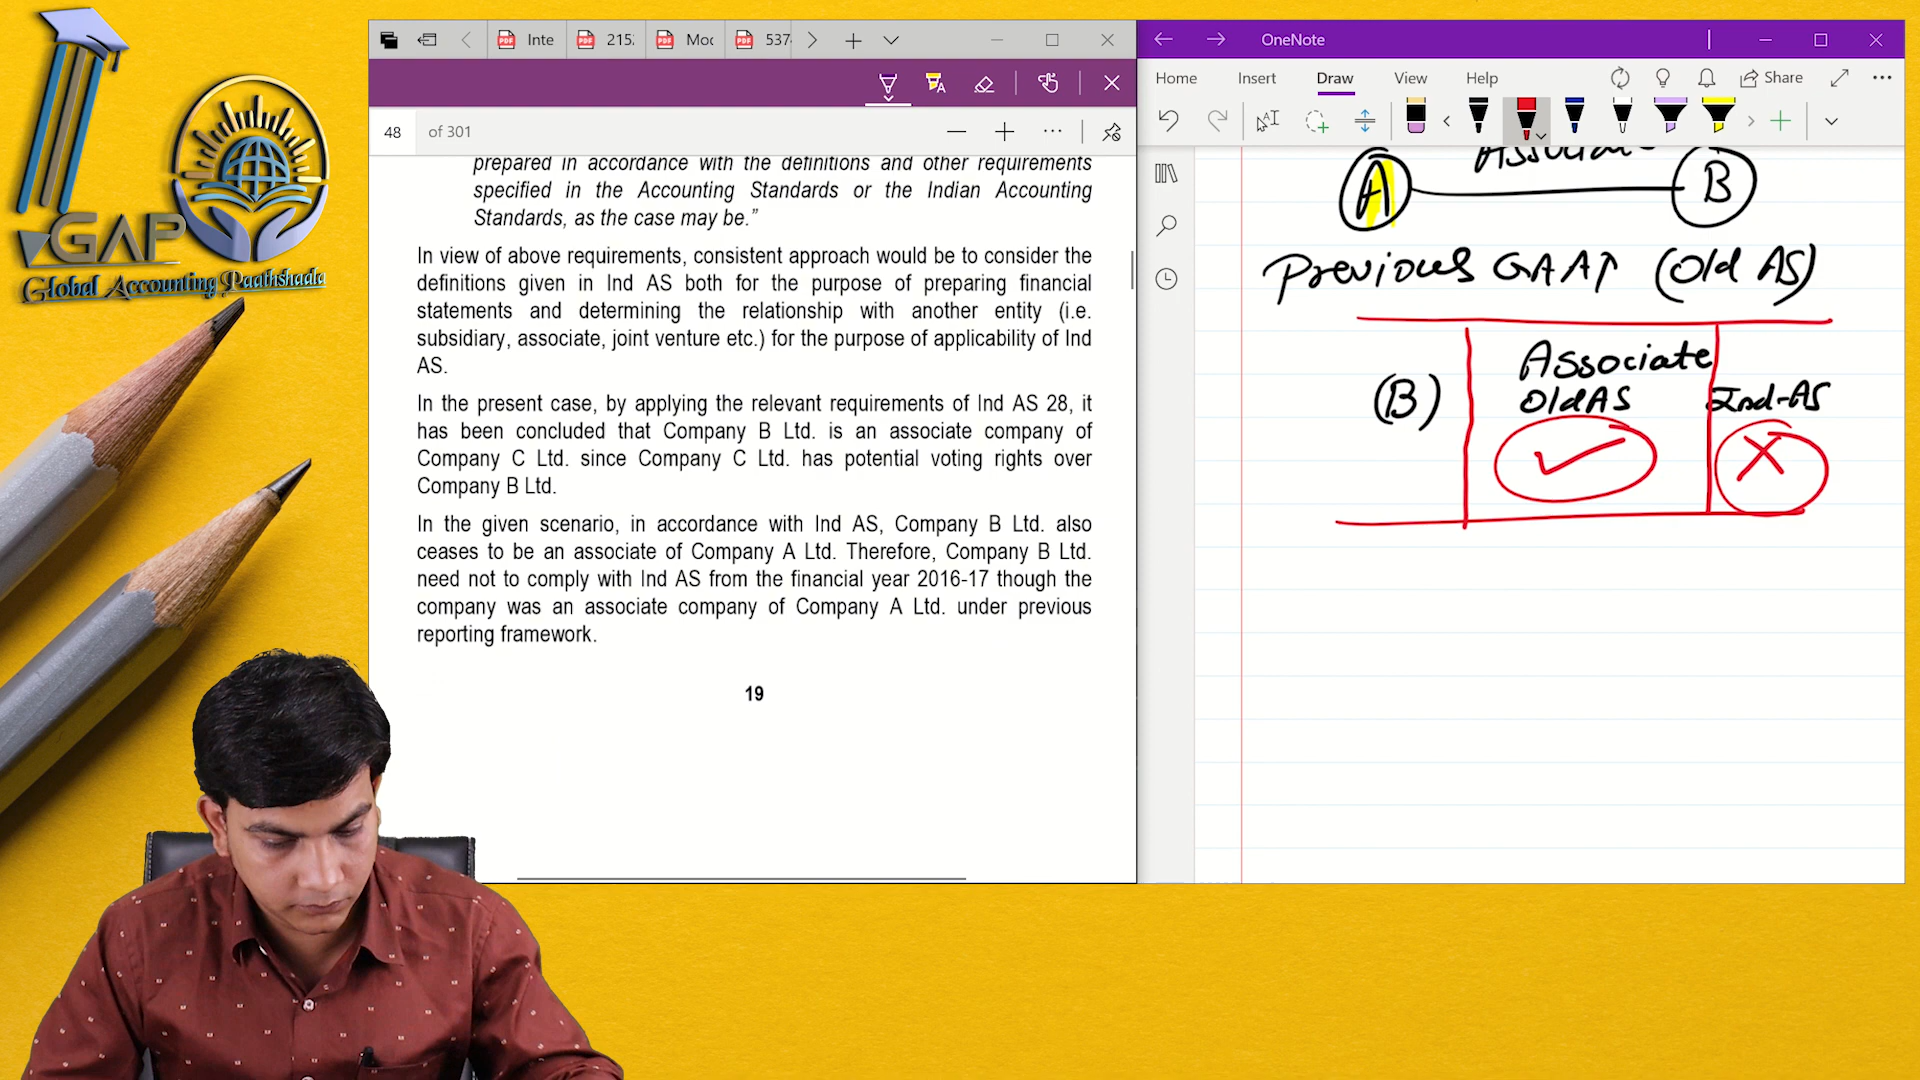 GAP
Global Accounting Paathshaala
Inte
215
Moc
537
48 of 301
prepared in accordance with the definitions and other requirements
specified in the Accounting Standards or the Indian Accounting
Standards, as the case may be.”
In view of above requirements, consistent approach would be to consider the
definitions given in Ind AS both for the purpose of preparing financial
statements and determining the relationship with another entity (i.e.
subsidiary, associate, joint venture etc.) for the purpose of applicability of Ind
AS.
In the present case, by applying the relevant requirements of Ind AS 28, it
has been concluded that Company B Ltd. is an associate company of
Company C Ltd. since Company C Ltd. has potential voting rights over
Company B Ltd.
In the given scenario, in accordance with Ind AS, Company B Ltd. also
ceases to be an associate of Company A Ltd. Therefore, Company B Ltd.
need not to comply with Ind AS from the financial year 2016-17 though the
company was an associate company of Company A Ltd. under previous
reporting framework.
19
OneNote
Home Insert Draw View Help Share
Associate
A B
Previous GAAP (Old AS)
Associate
(B) Old AS Ind-AS